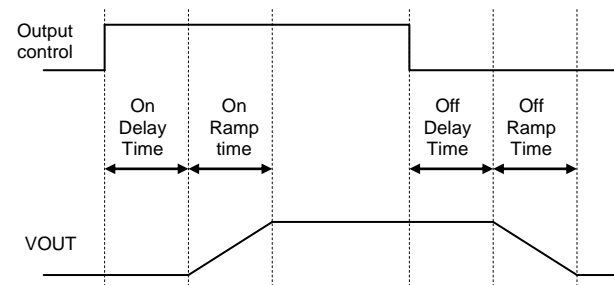 Output
control
On
Delay
Time
On
Ramp
time
Off
Delay
Time
Off
Ramp
Time
VOUT